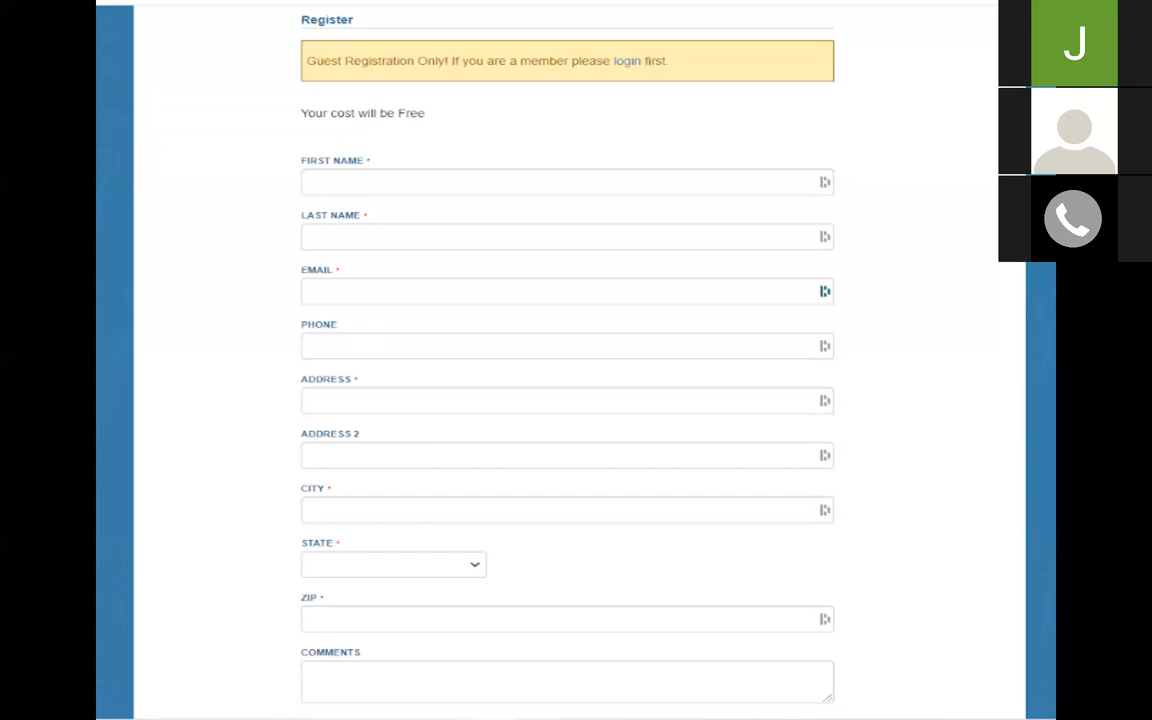 Register
Guest Registration Only! If you are a member please login first.
Your cost will be Free
FIRST NAME *
LAST NAME *
EMAIL *
PHONE
ADDRESS *
ADDRESS 2
CITY *
STATE *
ZIP *
COMMENTS
J